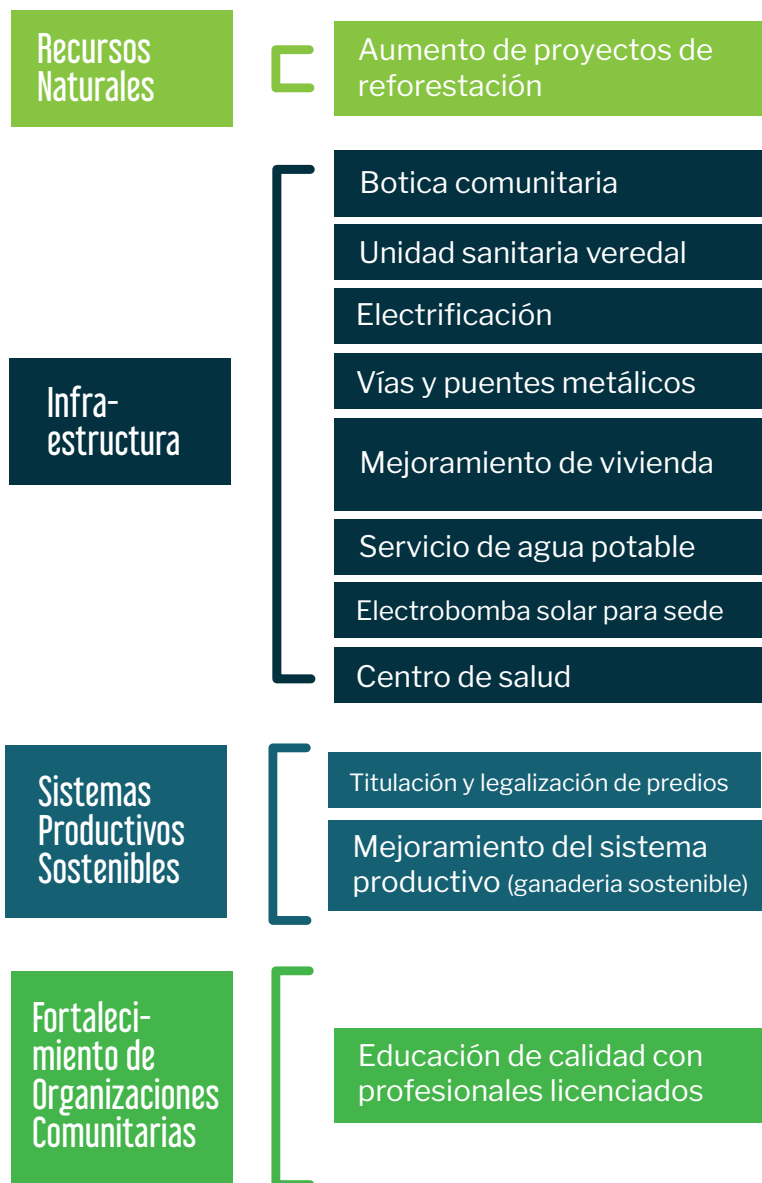 Recursos
Naturales
Aumento de proyectos de
reforestación
Botica comunitaria
Unidad sanitaria veredal
Electrificación
Vías y puentes metálicos
Infra-
estructura
Mejoramiento de vivienda
Servicio de agua potable
Electrobomba solar para sede
Centro de salud
Sistemas
Productivos
Sostenibles
Titulación y legalización de predios
Mejoramiento del sistema
productivo (ganaderia sostenible)
Fortaleci-
miento de
Organizaciones
Comunitarias
Educación de calidad con
profesionales licenciados